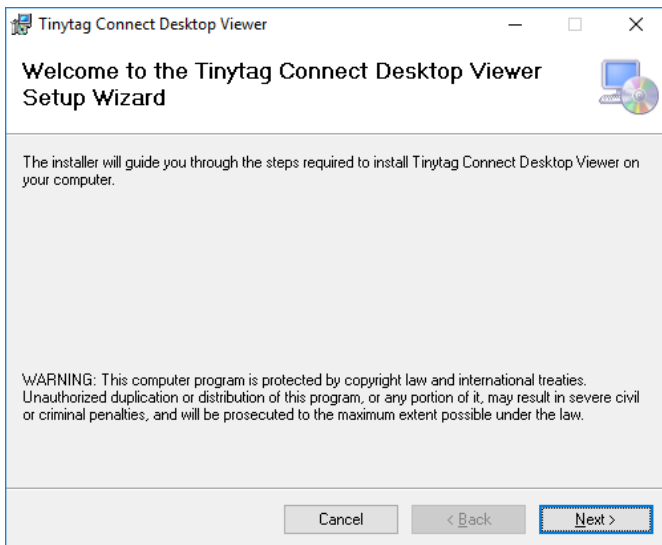 Tinytag Connect Desktop Viewer
Welcome to the Tinytag Connect Desktop Viewer
Setup Wizard
The installer will guide you through the steps required to install Tinytag Connect Desktop Viewer on
your computer.
WARNING: This computer program is protected by copyright law and international treaties.
Unauthorized duplication or distribution of this program, or any portion of it, may result in severe civil
or criminal penalties, and will be prosecuted to the maximum extent possible under the law.
Cancel < Back Next >